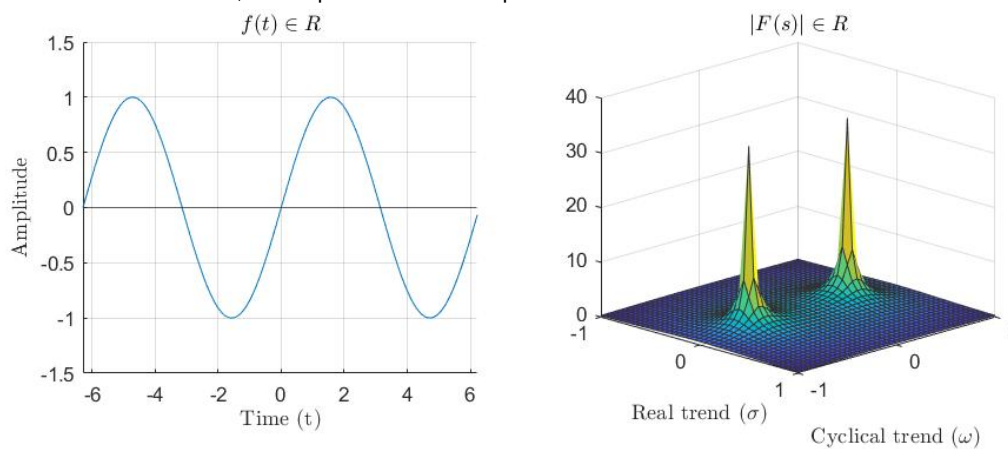 f(t) ∈ R
1.5
1
0.5
0
-0.5
-1
-1.5
-6 -4 -2 0 2 4 6
Amplitude
Time (t)
|F(s)| ∈ R
40
30
20
10
0
-1
0
1
-1
0
Real trend (σ)
Cyclical trend (ω)